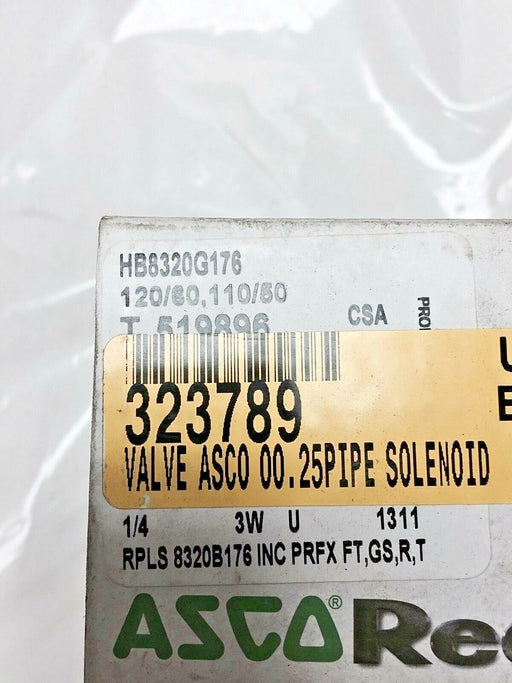 HB8320G176
120/60,110/50
T 519896 CSA
323789
VALVE ASCO 00.25PIPE SOLENOID
1/4 3W U 1311
RPLS 8320B176 INC PRFX FT,GS,R,T
ASCO®